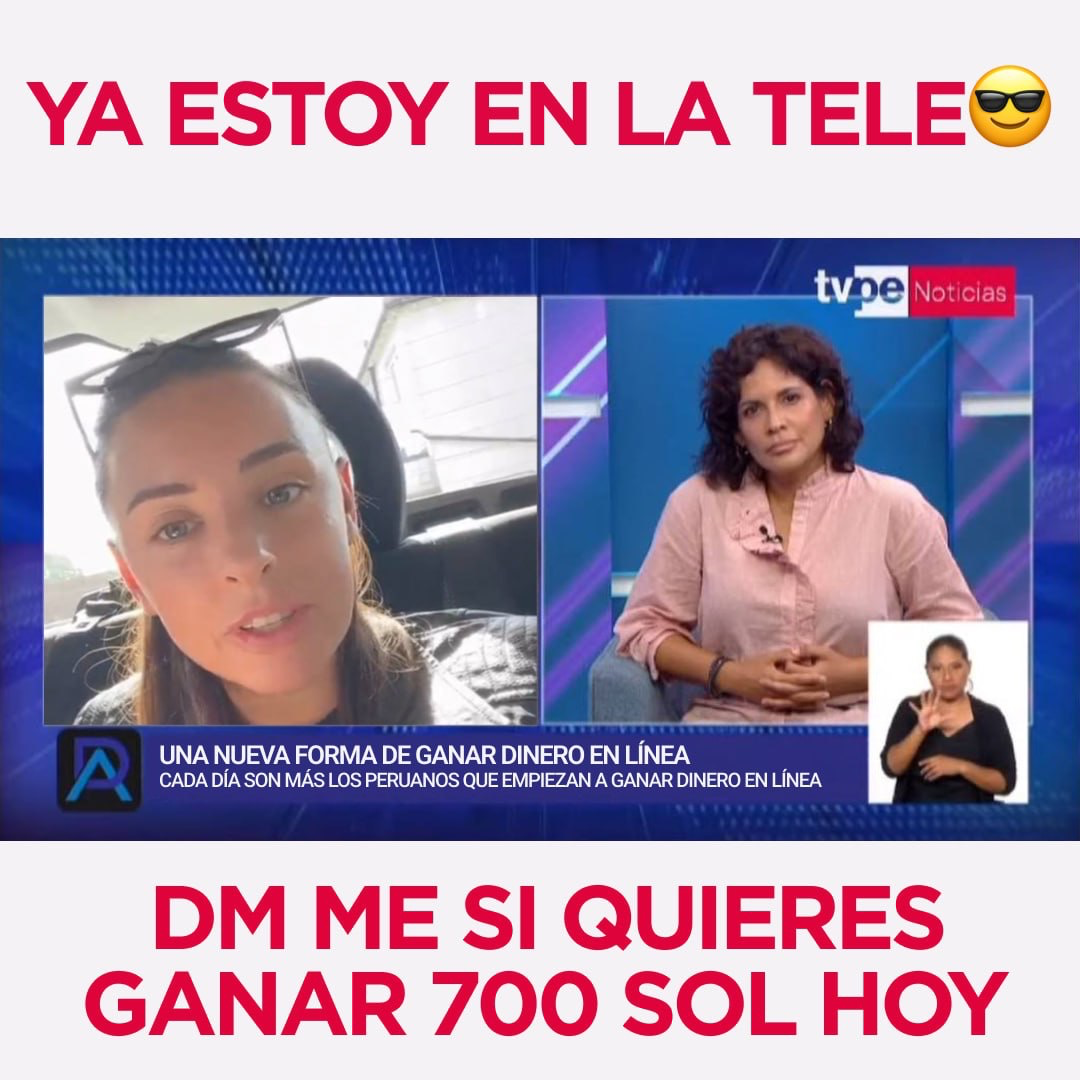 YA ESTOY EN LA TELE😎
tvpe Noticias
UNA NUEVA FORMA DE GANAR DINERO EN LÍNEA
CADA DÍA SON MÁS LOS PERUANOS QUE EMPIEZAN A GANAR DINERO EN LÍNEA
DM ME SI QUIERES
GANAR 700 SOL HOY